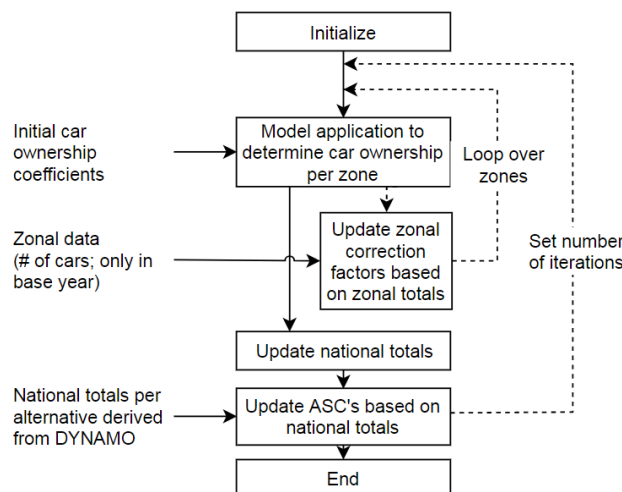 Initialize
Initial car
ownership
coefficients
Model application to
determine car ownership
per zone
Loop over
zones
Zonal data
(# of cars; only in
base year)
Update zonal
correction
factors based
on zonal totals
Set number
of iterations
Update national totals
National totals per
alternative derived
from DYNAMO
Update ASC's based on
national totals
End